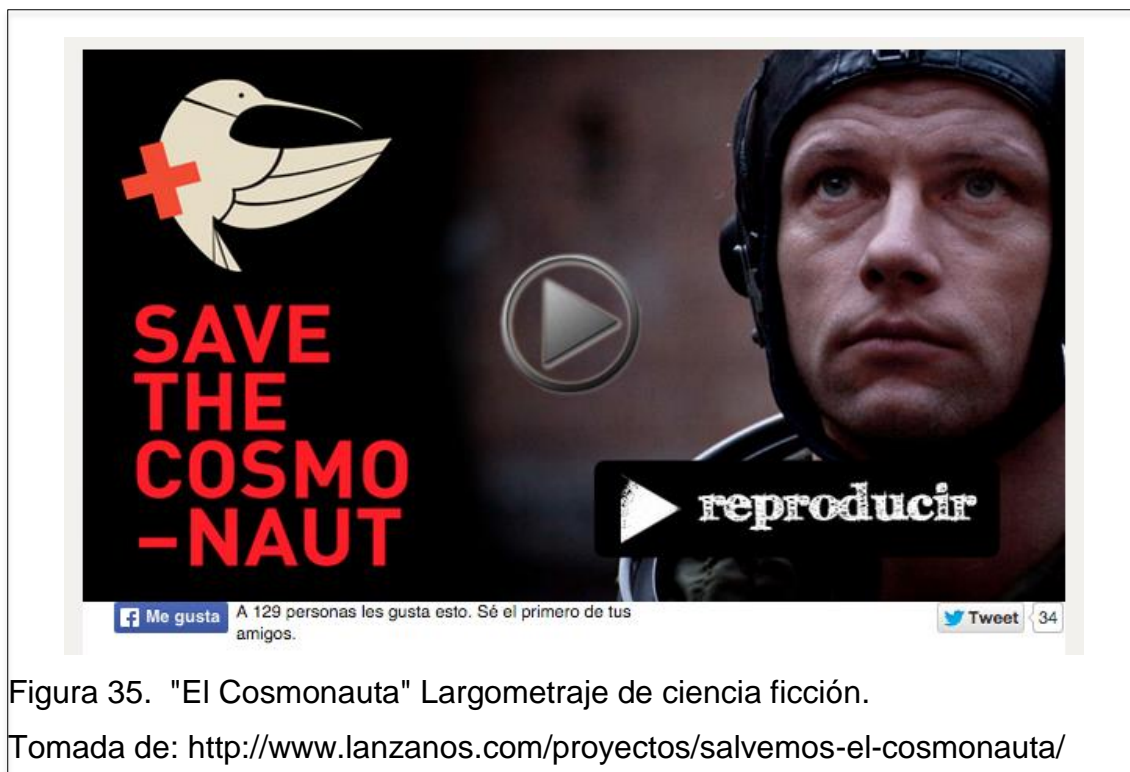 SAVE
THE
COSMO
-NAUT
reproducir
Me gusta
A 129 personas les gusta esto. Sé el primero de tus
amigos.
Tweet
34
Figura 35. "El Cosmonauta" Largometraje de ciencia ficción.
Tomada de: http://www.lanzanos.com/proyectos/salvemos-el-cosmonauta/